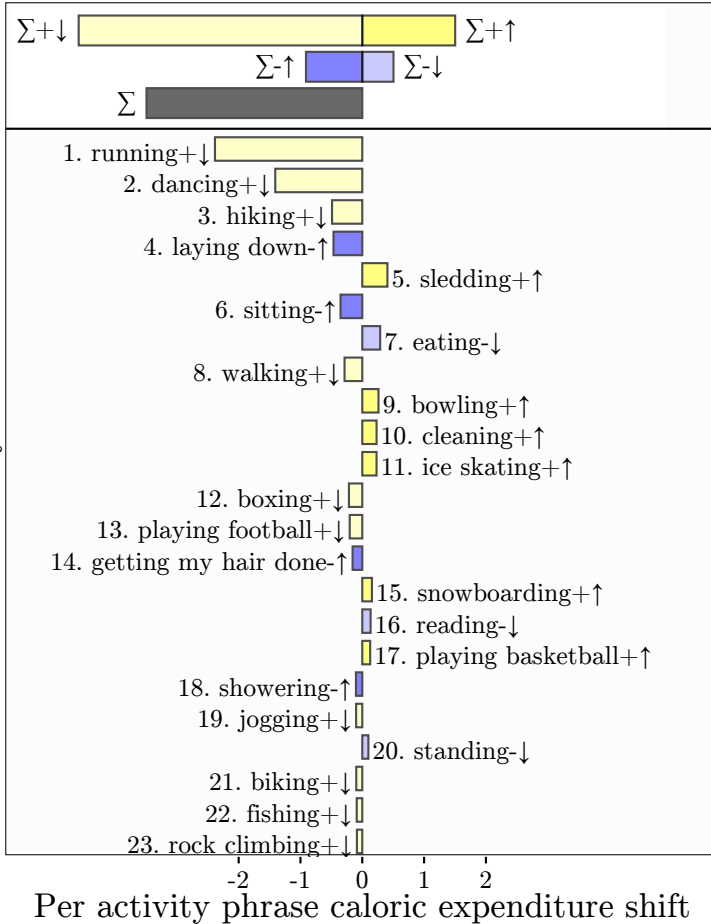 ∑+↓ ∑+↑
∑-↑ ∑-↓
∑
1. running+↓
2. dancing+↓
3. hiking+↓
4. laying down-↑
5. sledding+↑
6. sitting-↑
7. eating-↓
8. walking+↓
9. bowling+↑
10. cleaning+↑
11. ice skating+↑
12. boxing+↓
13. playing football+↓
14. getting my hair done-↑
15. snowboarding+↑
16. reading-↓
17. playing basketball+↑
18. showering-↑
19. jogging+↓
20. standing-↓
21. biking+↓
22. fishing+↓
23. rock climbing+↓
-2 -1 0 1 2
Per activity phrase caloric expenditure shift